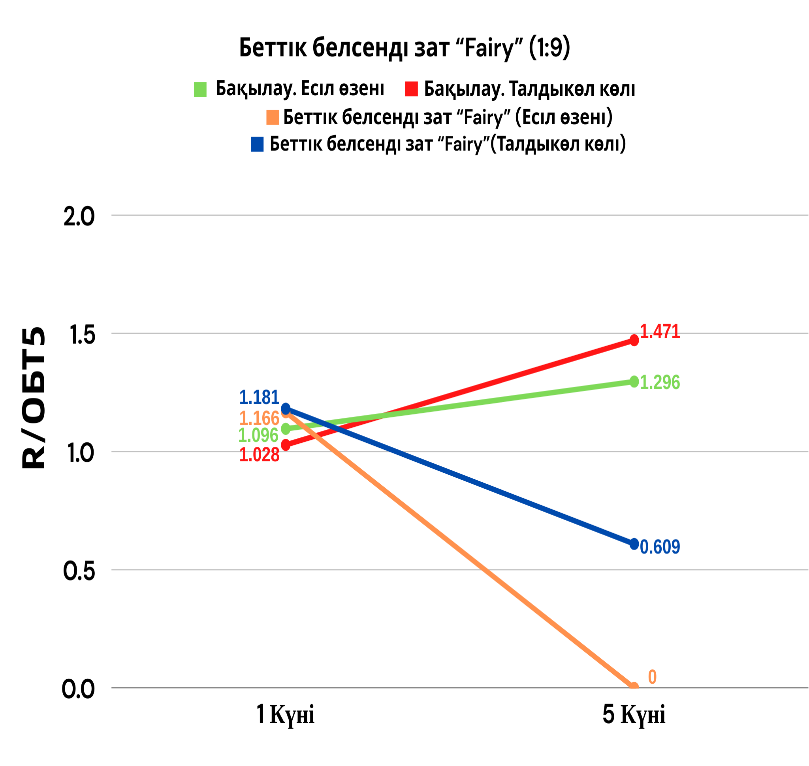 Беттік белсенді зат “Fairy” (1:9)
Бақылау. Есіл өзені Бақылау. Талдыкөл көлі
Беттік белсенді зат “Fairy” (Есіл өзені)
Беттік белсенді зат “Fairy”(Талдыкөл көлі)
2.0
1.5
1.0
0.5
0.0
R/ОБТ5
1.181
1.166
1.096
1.028
1.471
1.296
0.609
0
1 Күні 5 Күні